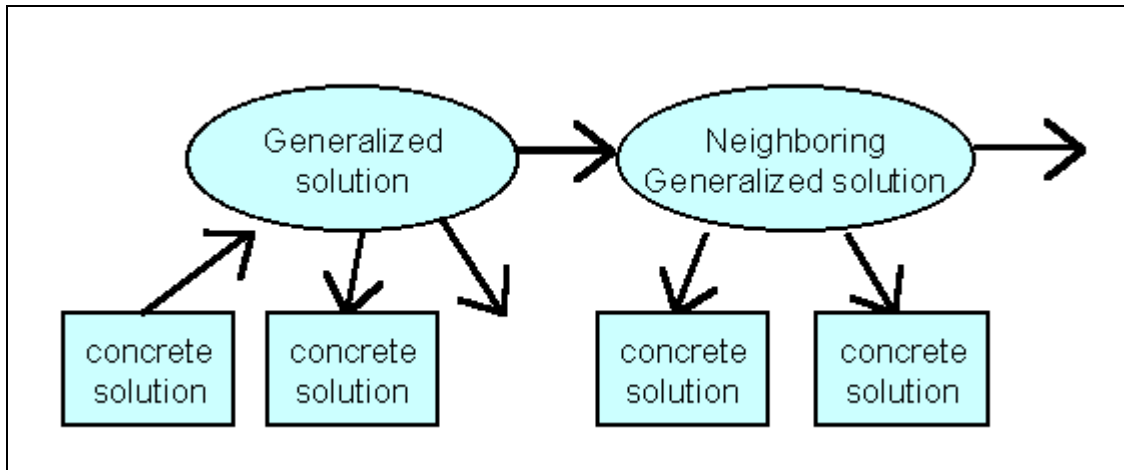 Generalized
solution
Neighboring
Generalized solution
concrete
solution
concrete
solution
concrete
solution
concrete
solution